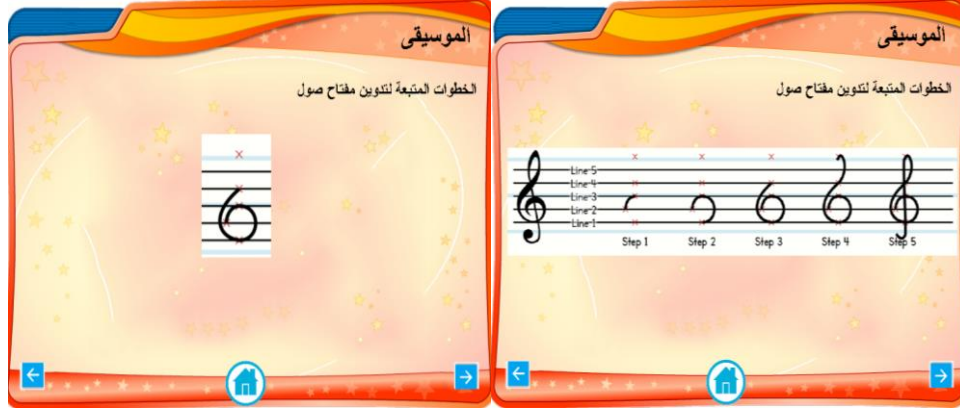 الموسيقى
الخطوات المتبعة لتدوين مفتاح صول
الموسيقى
الخطوات المتبعة لتدوين مفتاح صول
Line 5
Line 4
Line 3
Line 2
Line 1
Step 1 Step 2 Step 3 Step 4 Step 5